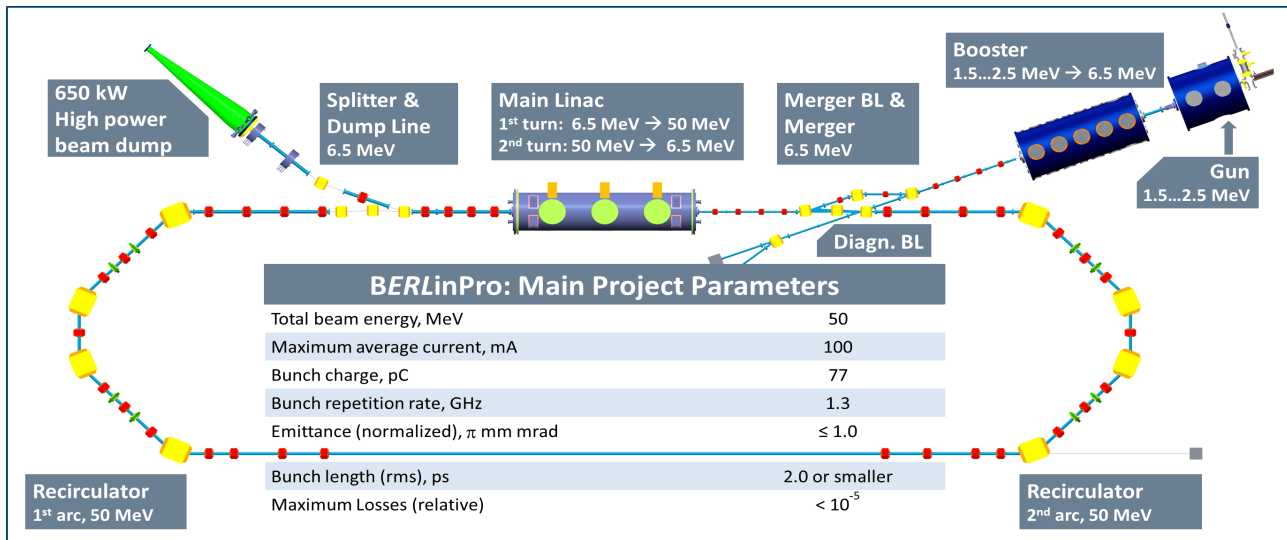 650 kW
High power
beam dump
Splitter &
Dump Line
6.5 MeV
Main Linac
1st turn: 6.5 MeV → 50 MeV
2nd turn: 50 MeV → 6.5 MeV
Merger BL &
Merger
6.5 MeV
Booster
1.5...2.5 MeV → 6.5 MeV
Gun
1.5...2.5 MeV
Diagn. BL
BERLinPro: Main Project Parameters
Total beam energy, MeV 50
Maximum average current, mA 100
Bunch charge, pC 77
Bunch repetition rate, GHz 1.3
Emittance (normalized), π mm mrad ≤ 1.0
Bunch length (rms), ps 2.0 or smaller
Maximum Losses (relative) < 10⁻⁵
Recirculator
1st arc, 50 MeV
Recirculator
2nd arc, 50 MeV